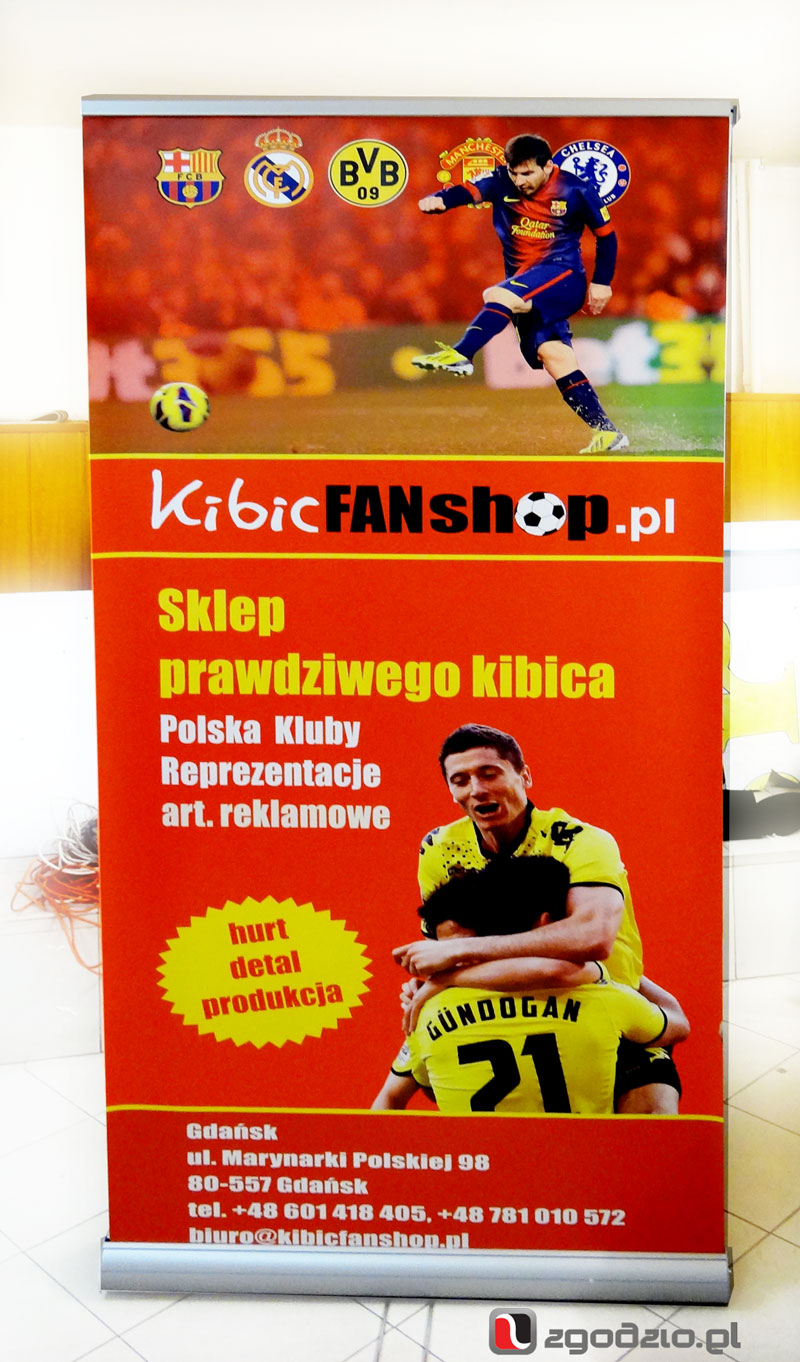 FCB
BVB
09
MANCHESTE
CHELSEA
Qatar
Foundation
bet365
KibicFANshop.pl
Sklep
prawdziwego kibica
Polska Kluby
Reprezentacje
art. reklamowe
hurt
detal
produkcja
GÜNDOGAN
21
Gdańsk
ul. Marynarki Polskiej 98
80-557 Gdańsk
tel. +48 601 418 405, +48 781 010 572
biuro@kibicfanshop.pl
zgodzio.pl